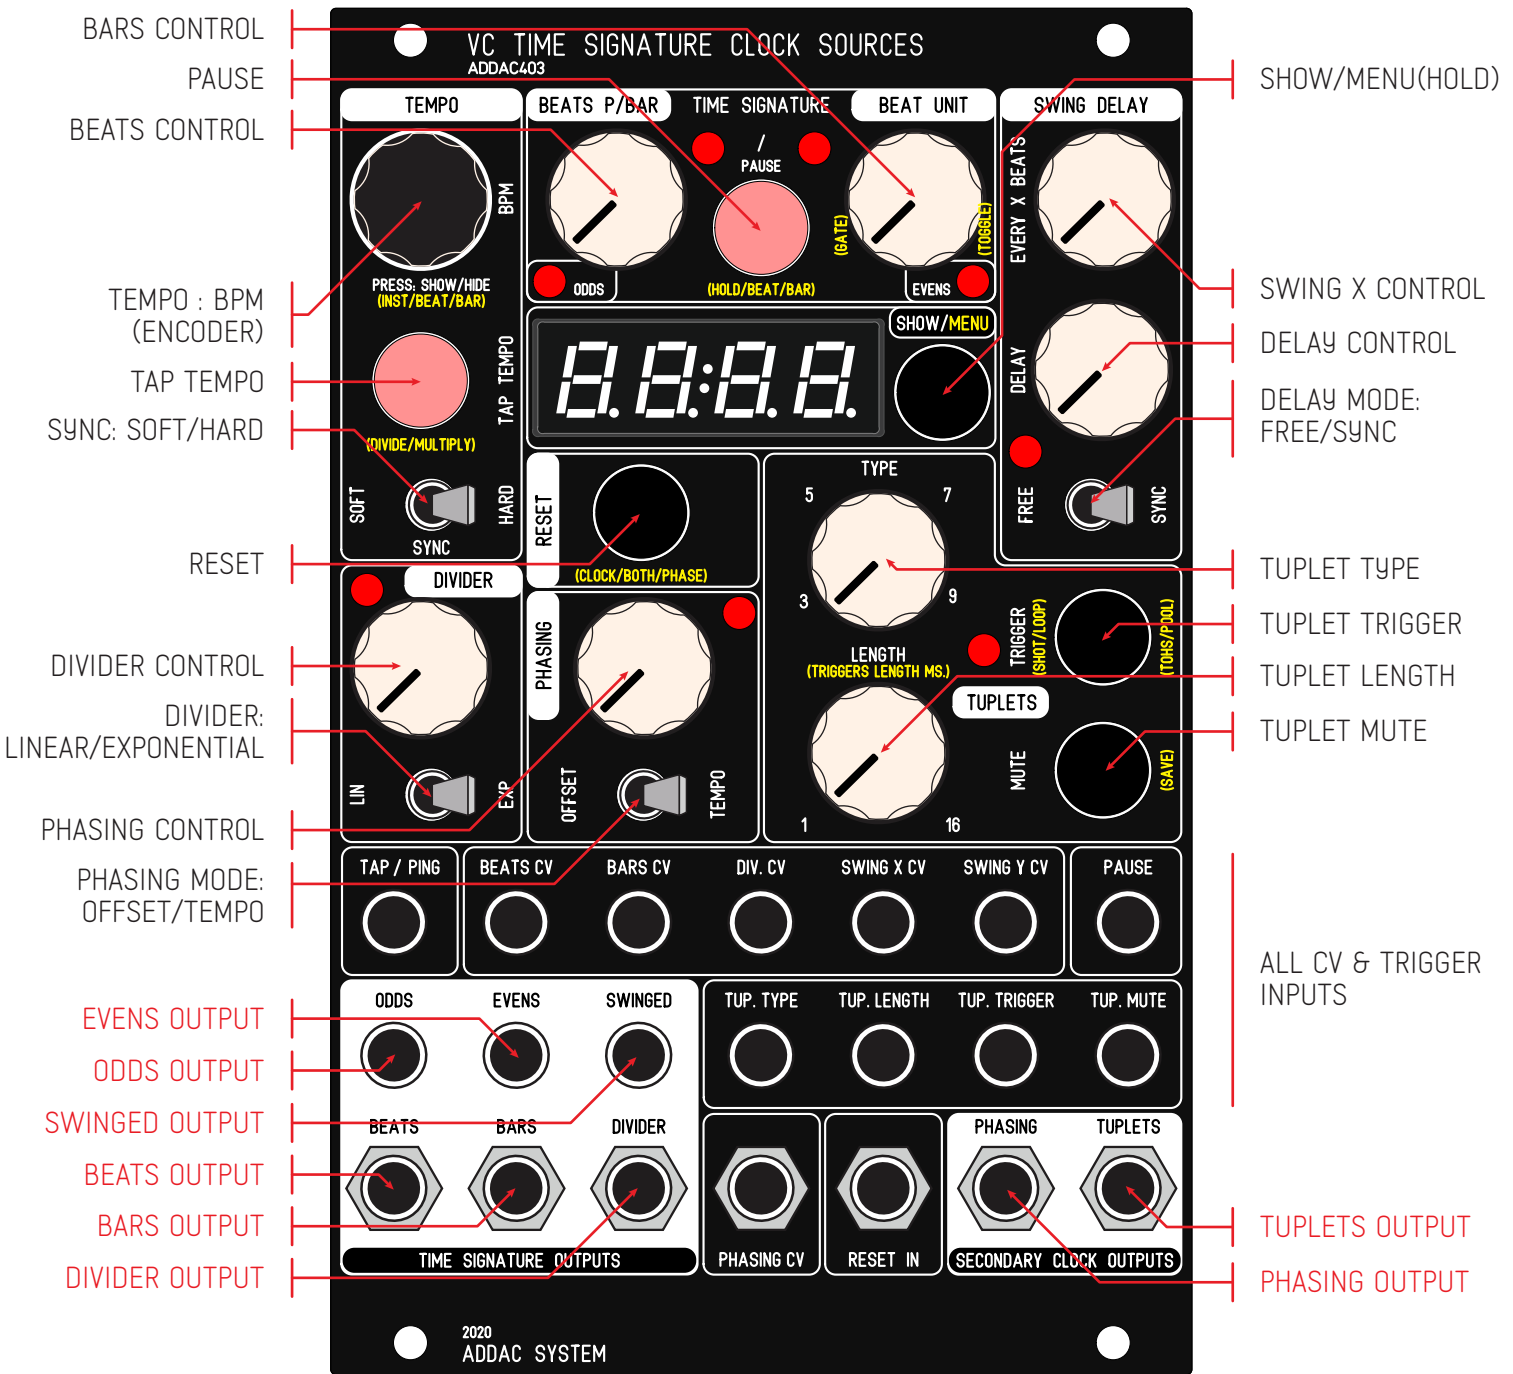 BARS CONTROL
PAUSE
BEATS CONTROL
TEMPO : BPM
(ENCODER)
TAP TEMPO
SYNC: SOFT/HARD
RESET
DIVIDER CONTROL
DIVIDER:
LINEAR/EXPONENTIAL
PHASING CONTROL
PHASING MODE:
OFFSET/TEMPO
EVENS OUTPUT
ODDS OUTPUT
SWINGED OUTPUT
BEATS OUTPUT
BARS OUTPUT
DIVIDER OUTPUT
VC TIME SIGNATURE CLOCK SOURCES
ADDAC403
TEMPO
BPM
PRESS: SHOW/HIDE
(INST/BEAT/BAR)
TAP TEMPO
(DIVIDE/MULTIPLY)
SOFT
HARD
SYNC
BEATS P/BAR
TIME SIGNATURE
BEAT UNIT
/
PAUSE
(GATE)
(TOGGLE)
ODDS
(HOLD/BEAT/BAR)
EVENS
SHOW/MENU
88:88
SWING DELAY
EVERY X BEATS
DELAY
FREE
SYNC
RESET
(CLOCK/BOTH/PHASE)
DIVIDER
LIN
EXP
PHASING
OFFSET
TEMPO
TYPE
5
7
3
9
LENGTH
(TRIGGERS LENGTH MS.)
1
16
TUPLETS
TRIGGER
(SHOT/LOOP)
(TOHS/POOL)
MUTE
(SAVE)
TAP / PING
BEATS CV
BARS CV
DIV. CV
SWING X CV
SWING Y CV
PAUSE
ODDS
EVENS
SWINGED
TUP. TYPE
TUP. LENGTH
TUP. TRIGGER
TUP. MUTE
BEATS
BARS
DIVIDER
PHASING
TUPLETS
TIME SIGNATURE OUTPUTS
PHASING CV
RESET IN
SECONDARY CLOCK OUTPUTS
2020
ADDAC SYSTEM
SHOW/MENU(HOLD)
SWING X CONTROL
DELAY CONTROL
DELAY MODE:
FREE/SYNC
TUPLET TYPE
TUPLET TRIGGER
TUPLET LENGTH
TUPLET MUTE
ALL CV & TRIGGER
INPUTS
TUPLETS OUTPUT
PHASING OUTPUT